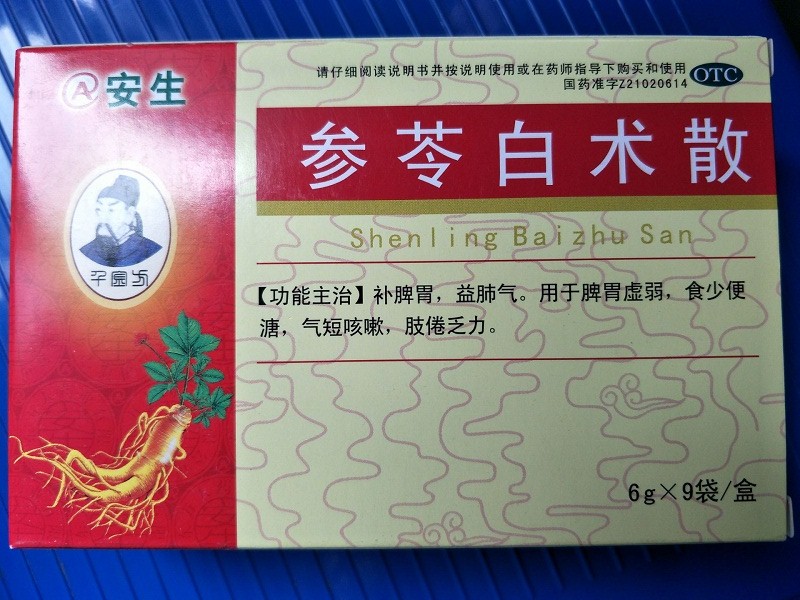 安生
请仔细阅读说明书并按说明使用或在药师指导下购买和使用
国药准字Z21020614
OTC
参苓白术散
Shenling Baizhu San
【功能主治】补脾胃，益肺气。用于脾胃虚弱，食少便
溏，气短咳嗽，肢倦乏力。
6g×9袋/盒